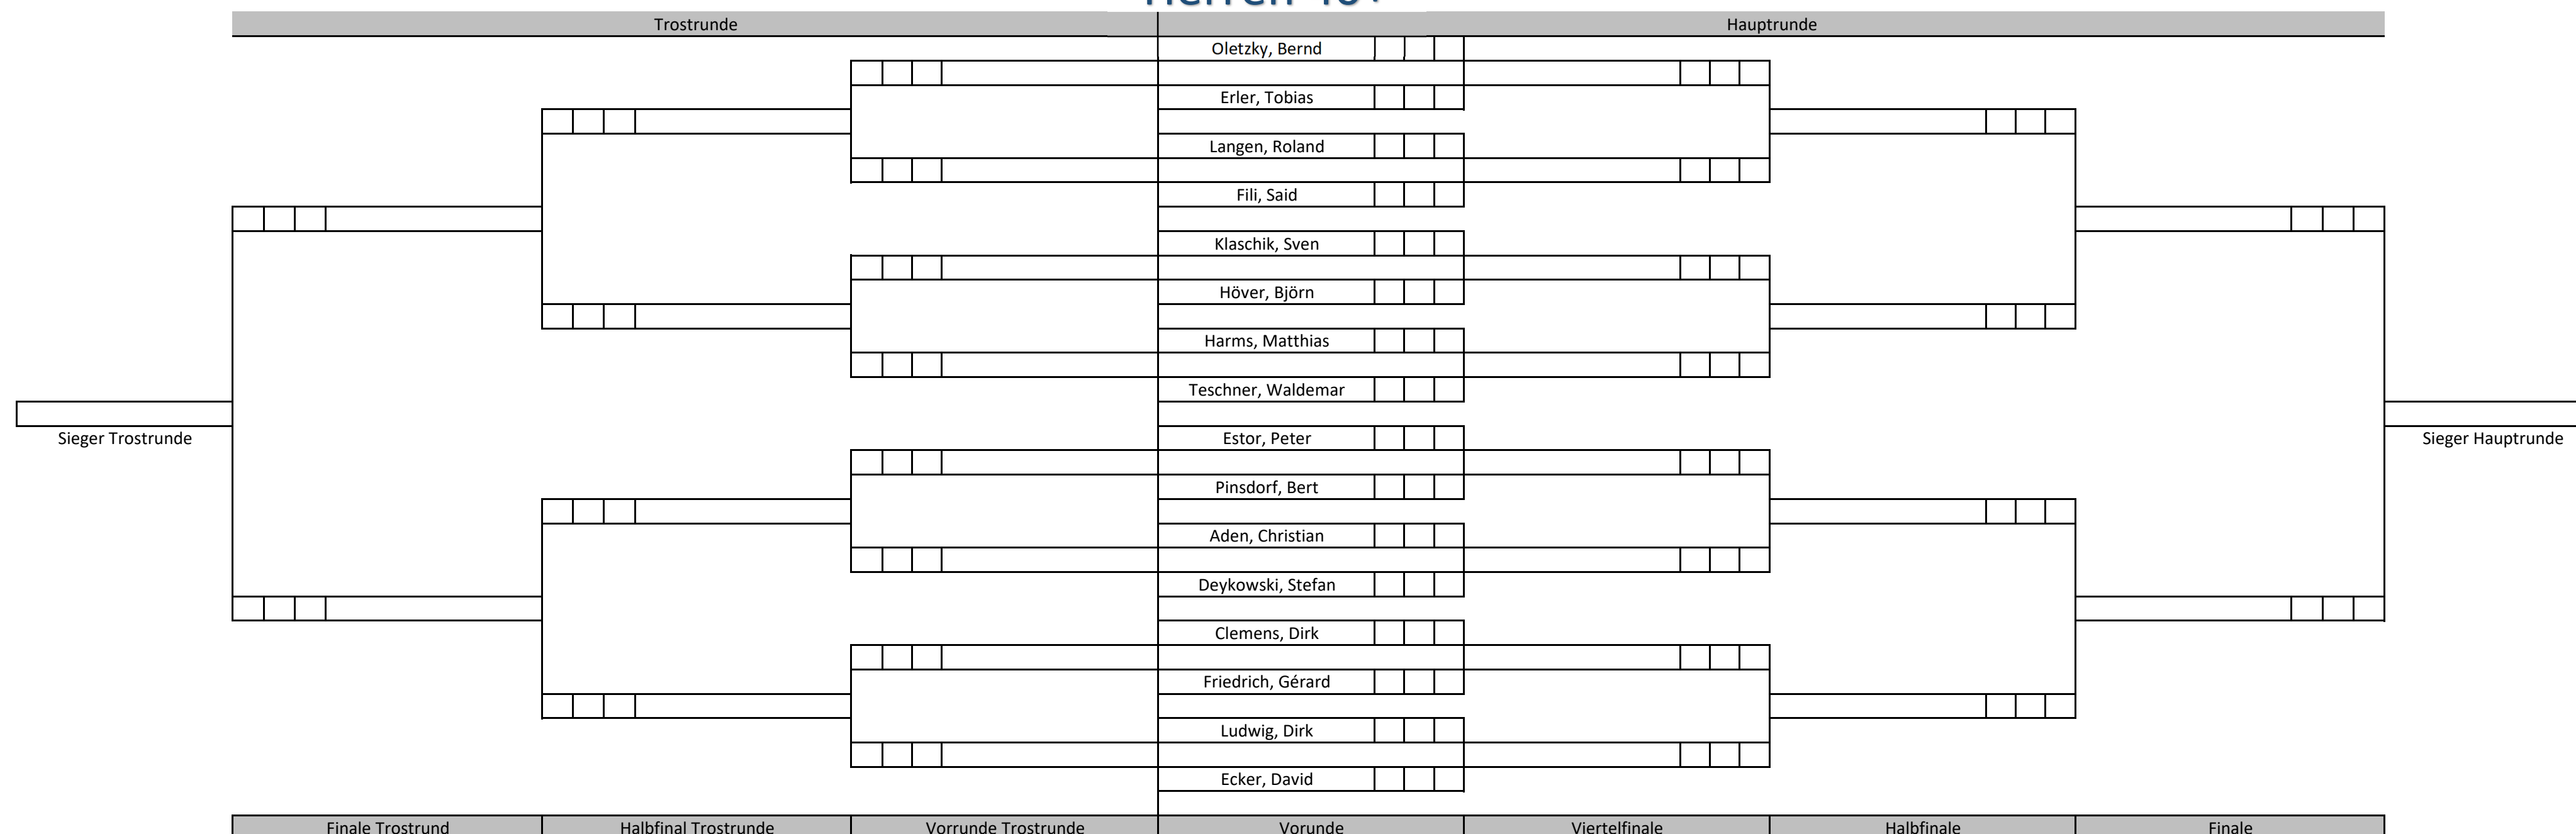 Herren 40+
Trostrunde
Hauptrunde
Oletzky, Bernd
Erler, Tobias
Langen, Roland
Fili, Said
Klaschik, Sven
Höver, Björn
Harms, Matthias
Teschner, Waldemar
Sieger Trostrunde
Estor, Peter
Sieger Hauptrunde
Pinsdorf, Bert
Aden, Christian
Deykowski, Stefan
Clemens, Dirk
Friedrich, Gérard
Ludwig, Dirk
Ecker, David
Finale Trostrund
Halbfinal Trostrunde
Vorrunde Trostrunde
Vorunde
Viertelfinale
Halbfinale
Finale